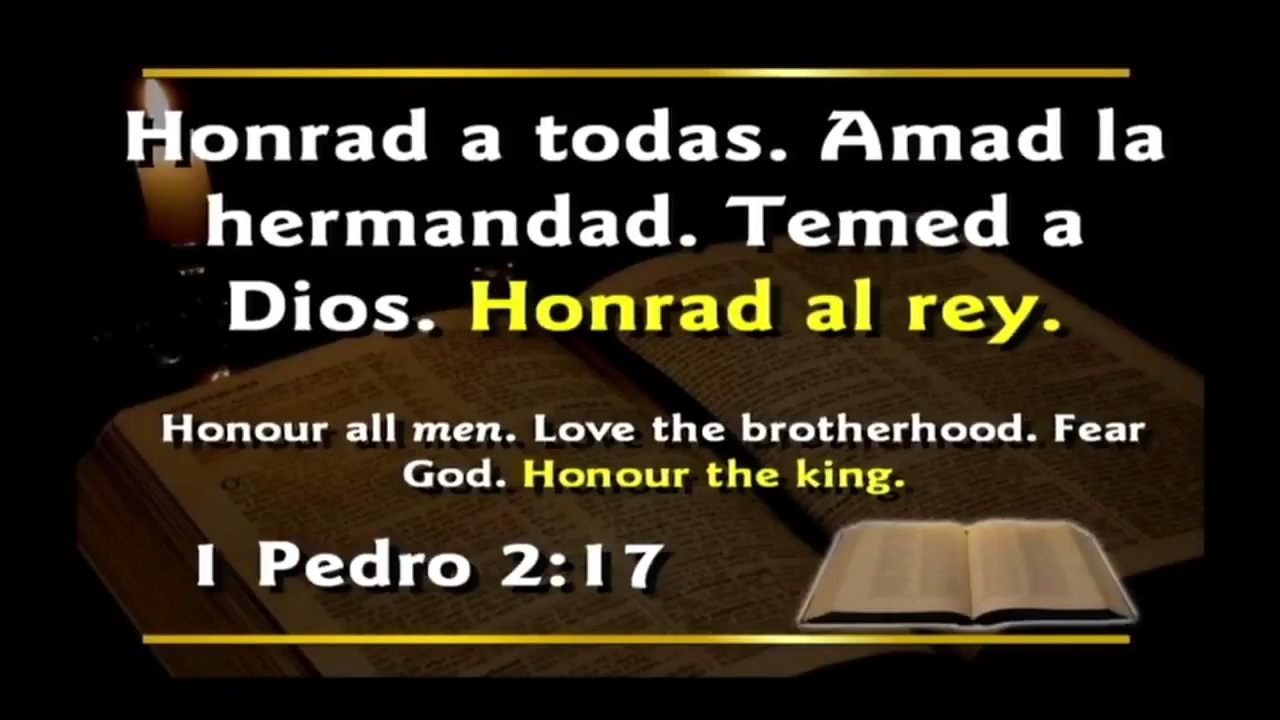 Honrad a todas. Amad la
hermandad. Temed a
Dios. Honrad al rey.
Honour all men. Love the brotherhood. Fear
God. Honour the king.
1 Pedro 2:17